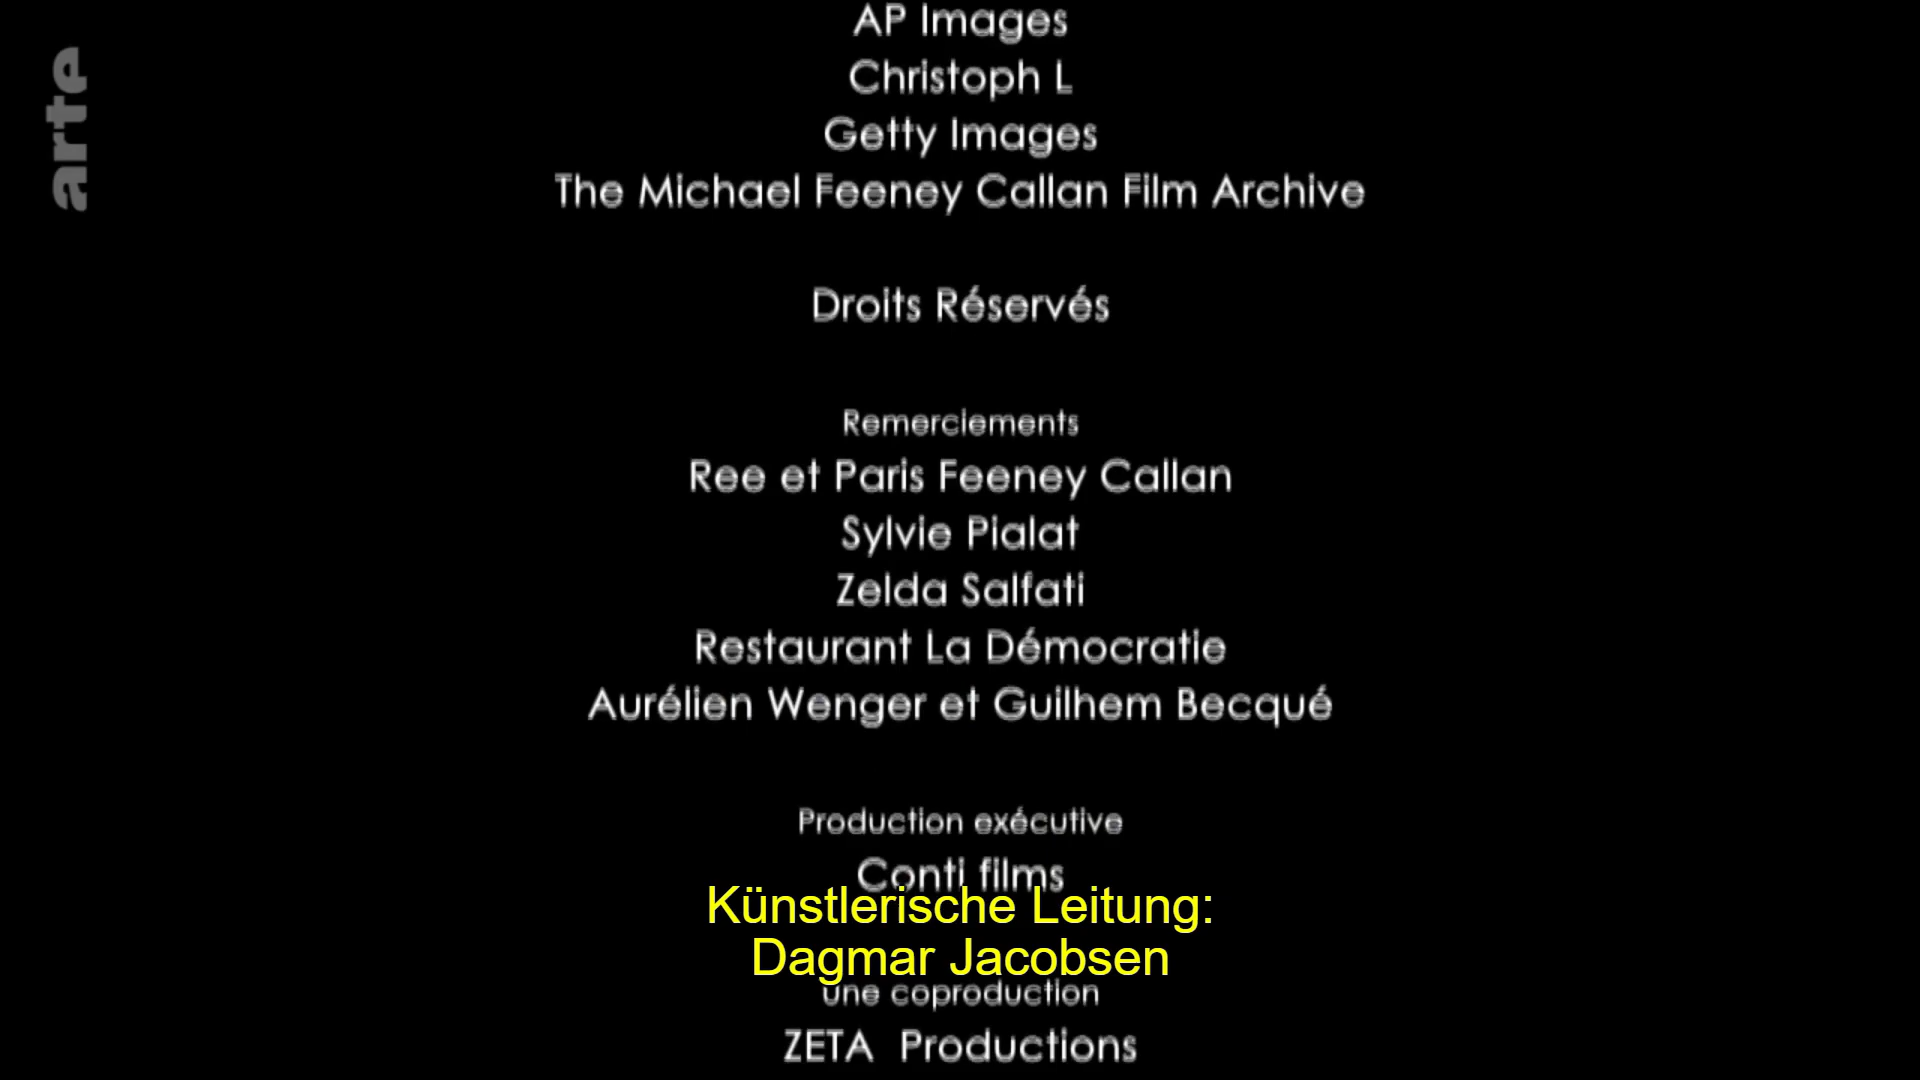 arte
AP Images
Christoph L
Getty Images
The Michael Feeney Callan Film Archive
Droits Réservés
Remerciements
Ree et Paris Feeney Callan
Sylvie Pialat
Zelda Salfati
Restaurant La Démocratie
Aurélien Wenger et Guilhem Becqué
Production exécutive
Conti films
Künstlerische Leitung:
Dagmar Jacobsen
une coproduction
ZETA Productions